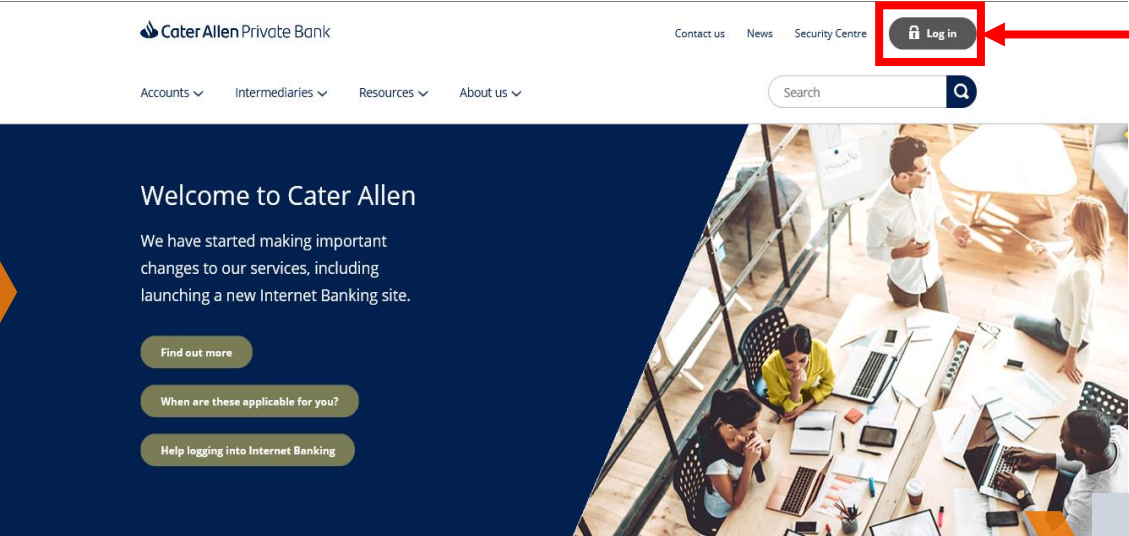 Cater Allen Private Bank
Contact us News Security Centre Log in
Accounts Intermediaries Resources About us Search
Welcome to Cater Allen
We have started making important
changes to our services, including
launching a new Internet Banking site.
Find out more
When are these applicable for you?
Help logging into Internet Banking